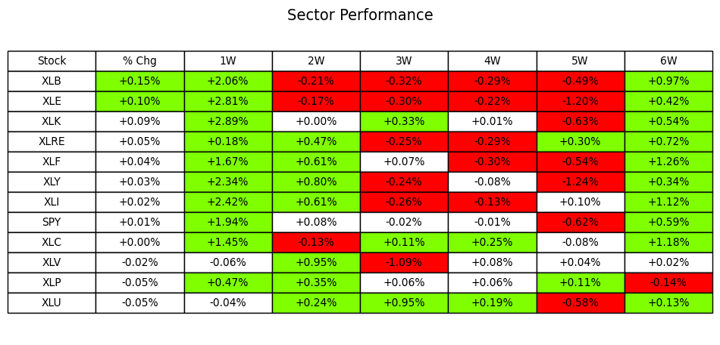 Sector Performance
Stock % Chg 1W 2W 3W 4W 5W 6W
XLB +0.15% +2.06% -0.21% -0.32% -0.29% -0.49% +0.97%
XLE +0.10% +2.81% -0.17% -0.30% -0.22% -1.20% +0.42%
XLK +0.09% +2.89% +0.00% +0.33% +0.01% -0.63% +0.54%
XLRE +0.05% +0.18% +0.47% -0.25% -0.29% +0.30% +0.72%
XLF +0.04% +1.67% +0.61% +0.07% -0.30% -0.54% +1.26%
XLY +0.03% +2.34% +0.80% -0.24% -0.08% -1.24% +0.34%
XLI +0.02% +2.42% +0.61% -0.26% -0.13% +0.10% +1.12%
SPY +0.01% +1.94% +0.08% -0.02% -0.01% -0.62% +0.59%
XLC +0.00% +1.45% -0.13% +0.11% +0.25% -0.08% +1.18%
XLV -0.02% -0.06% +0.95% -1.09% +0.08% +0.04% +0.02%
XLP -0.05% +0.47% +0.35% +0.06% +0.06% +0.11% -0.14%
XLU -0.05% -0.04% +0.24% +0.95% +0.19% -0.58% +0.13%